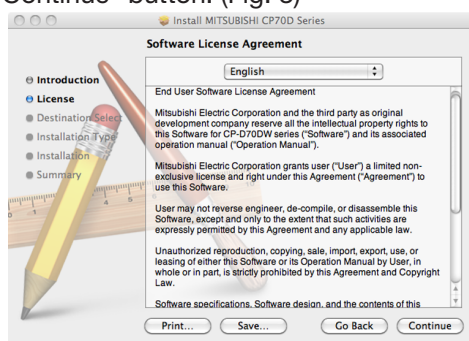 Continue" button. (Fig. 8)
Install MITSUBISHI CP70D Series
Software License Agreement
English
Introduction
License
Destination Select
Installation Type
Installation
Summary
End User Software License Agreement
Mitsubishi Electric Corporation and the third party as original
development company reserve all the intellectual property rights to
this Software for CP-D70DW series ("Software") and its associated
operation manual ("Operation Manual").
Mitsubishi Electric Corporation grants user ("User") a limited non-
exclusive license and right under this Agreement ("Agreement") to
use this Software.
User may not reverse engineer, de-compile, or disassemble this
Software, except and only to the extent that such activities are
expressly permitted by this Agreement and any applicable law.
Unauthorized reproduction, copying, sale, import, export, use, or
leasing of either this Software or its Operation Manual by User, in
whole or in part, is strictly prohibited by this Agreement and Copyright
Law.
Software specifications, Software design, and the contents of this
Print...
Save...
Go Back
Continue